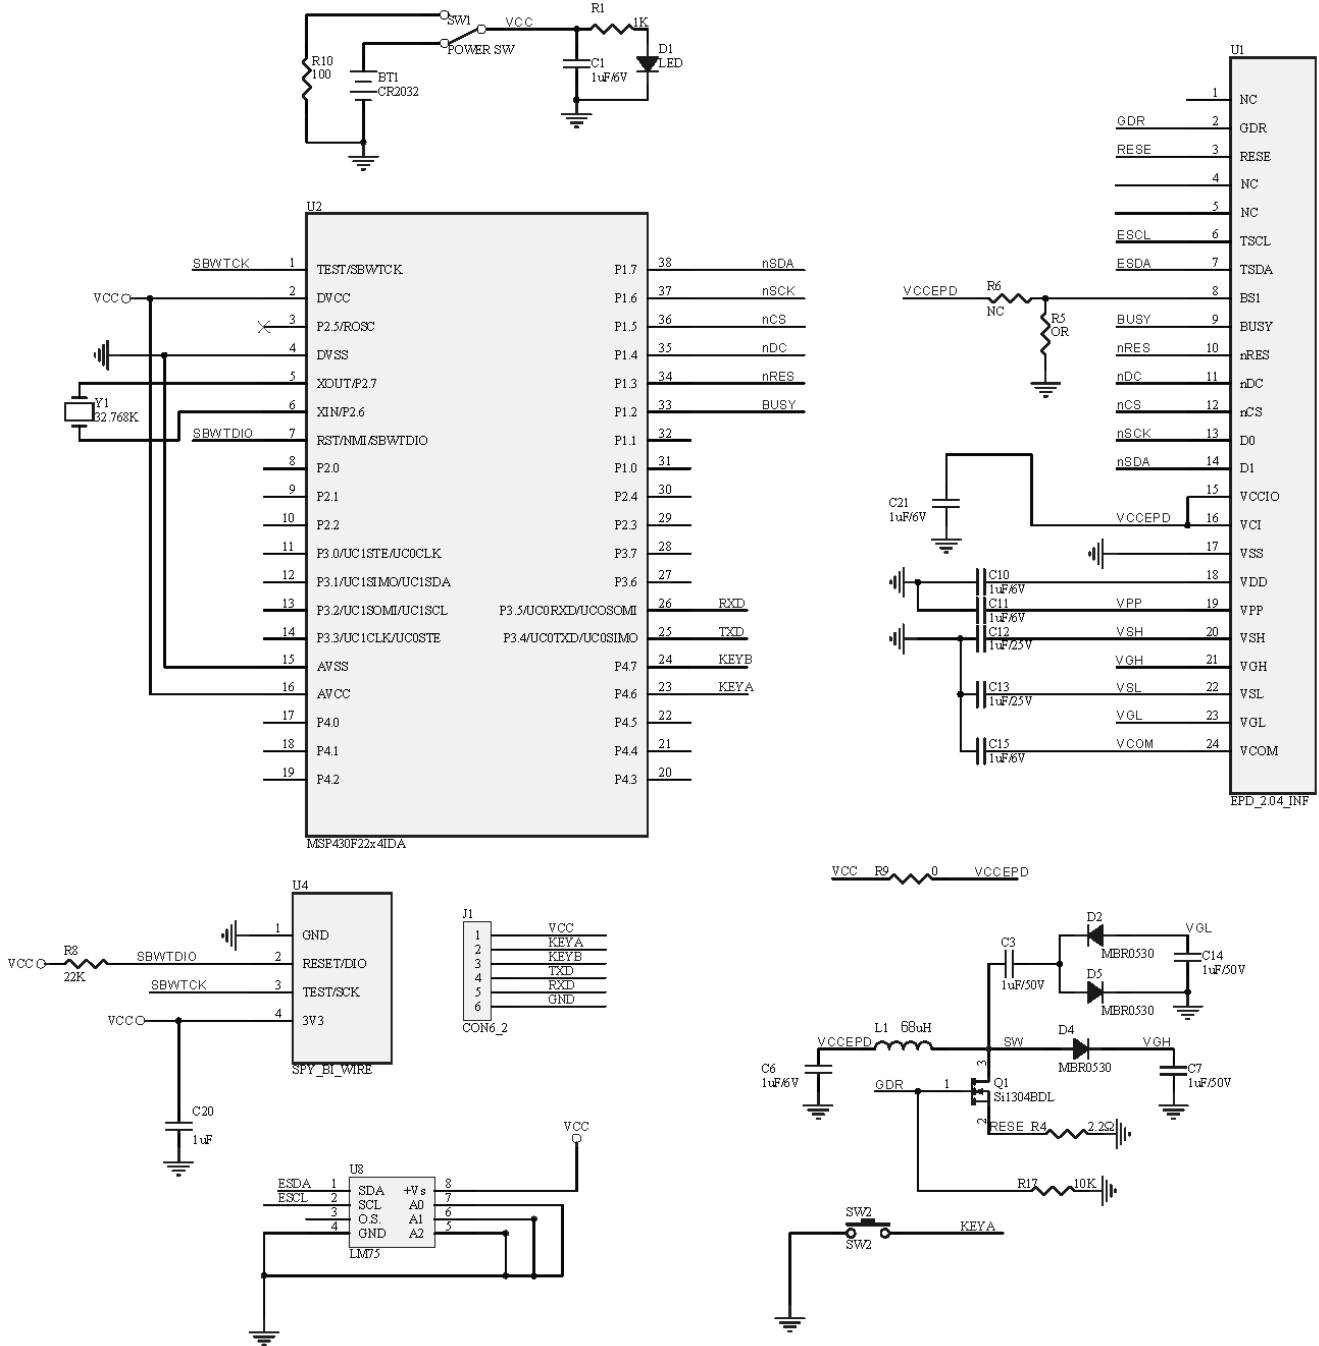 SW1
VCC
R1
1K
POWER SW
D1
LED
R10
100
BT1
CR2032
C1
1uF/6V
U1
1 NC
GDR 2 GDR
RESE 3 RESE
4 NC
5 NC
ESCL 6 TSCL
ESDA 7 TSDA
VCCEPD R6 8 BS1
NC
R5
OR
BUSY 9 BUSY
nRES 10 nRES
nDC 11 nDC
nCS 12 nCS
nSCK 13 D0
nSDA 14 D1
15 VCCIO
C21
1uF/6V
VCCEPD 16 VCI
17 VSS
C10 18 VDD
1uF/6V
C11 VPP 19 VPP
1uF/6V
C12 VSH 20 VSH
1uF/25V
VGH 21 VGH
C13 VSL 22 VSL
1uF/25V
VGL 23 VGL
C15 VCOM 24 VCOM
1uF/6V
EPD_2.04_INF
U2
SBWTCK 1 TEST/SBWTCK P1.7 38 nSDA
VCC 2 DVCC P1.6 37 nSCK
3 P2.5/ROSC P1.5 36 nCS
4 DVSS P1.4 35 nDC
5 XOUT/P2.7 P1.3 34 nRES
Y1
32.768K
6 XIN/P2.6 P1.2 33 BUSY
SBWTDIO 7 RST/NMI/SBWTDIO P1.1 32
8 P2.0 P1.0 31
9 P2.1 P2.4 30
10 P2.2 P2.3 29
11 P3.0/UC1STE/UC0CLK P3.7 28
12 P3.1/UC1SIMO/UC1SDA P3.6 27
13 P3.2/UC1SOMI/UC1SCL P3.5/UC0RXD/UCOSOMI 26 RXD
14 P3.3/UC1CLK/UC0STE P3.4/UC0TXD/UC0SIMO 25 TXD
15 AVSS P4.7 24 KEYB
16 AVCC P4.6 23 KEYA
17 P4.0 P4.5 22
18 P4.1 P4.4 21
19 P4.2 P4.3 20
MSP430F22x4IDA
VCC R9 0 VCCEPD
U4
1 GND
R8
VCC SBWTDIO 2 RESET/DIO
22K
SBWTCK 3 TEST/SCK
VCC 4 3V3
SPY_BI_WIRE
C20
1uF
J1
1 VCC
2 KEYA
3 KEYB
4 TXD
5 RXD
6 GND
CON6_2
D2
VGL
MBR0530
C3
1uF/50V
C14
1uF/50V
D5
MBR0530
L1 68uH
VCCEPD
SW
D4
VGH
MBR0530
C6
1uF/6V
C7
1uF/50V
3
GDR 1
Q1
Si1304BDL
2
RESE R4 2.2Ω
R17 10K
VCC
U8
ESDA 1 SDA +Vs 8
ESCL 2 SCL A0 7
3 O.S. A1 6
4 GND A2 5
LM75
SW2
KEYA
SW2